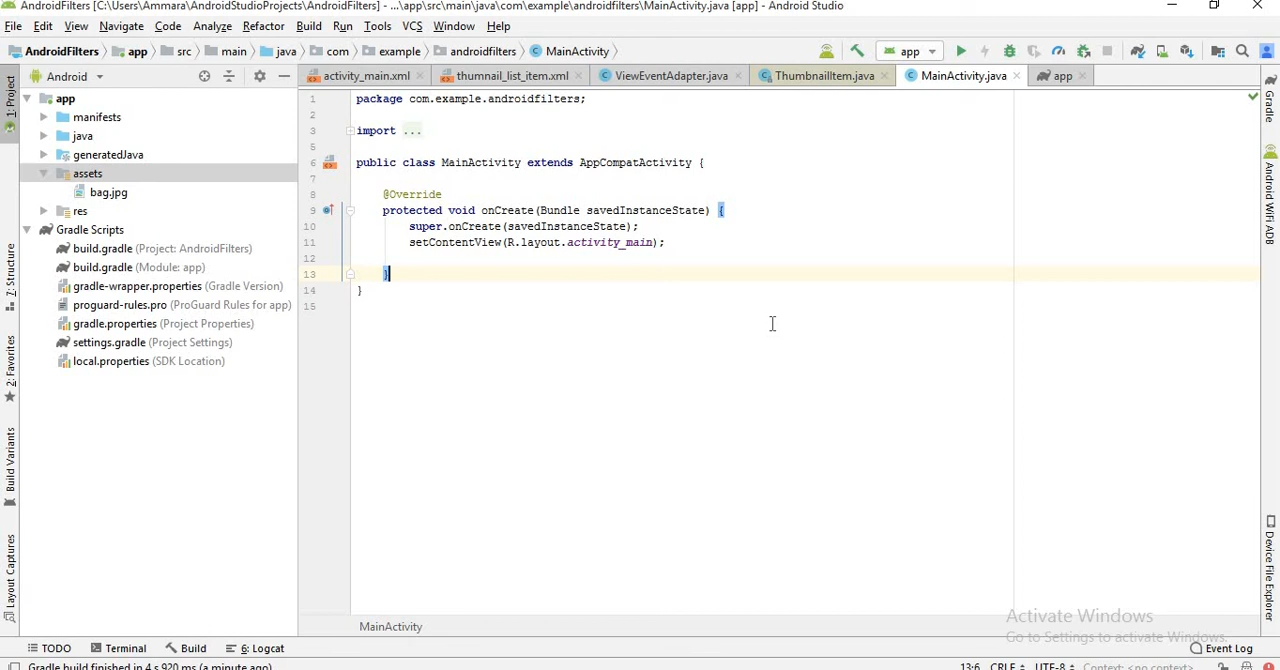 AndroidFilters [C:\Users\Ammara\AndroidStudioProjects\AndroidFilters] - ...\app\src\main\java\com\example\androidfilters\MainActivity.java [app] - Android Studio
File Edit View Navigate Code Analyze Refactor Build Run Tools VCS Window Help
AndroidFilters app src main java com example androidfilters MainActivity app
1: Project
Android
activity_main.xml thumnail_list_item.xml ViewEventAdapter.java ThumbnailItem.java MainActivity.java app
Gradle
Android WiFi ADB
Device File Explorer
app
manifests
java
generatedJava
assets
bag.jpg
res
Gradle Scripts
build.gradle (Project: AndroidFilters)
build.gradle (Module: app)
gradle-wrapper.properties (Gradle Version)
proguard-rules.pro (ProGuard Rules for app)
gradle.properties (Project Properties)
settings.gradle (Project Settings)
local.properties (SDK Location)
Z: Structure
2: Favorites
Build Variants
Layout Captures
1 package com.example.androidfilters;
2
3 import ...
5
6 public class MainActivity extends AppCompatActivity {
7
8 @Override
9 protected void onCreate(Bundle savedInstanceState) {
10 super.onCreate(savedInstanceState);
11 setContentView(R.layout.activity_main);
12
13 }
14 }
15
MainActivity
Activate Windows
Go to Settings to activate Windows.
TODO Terminal Build 6: Logcat Event Log
Gradle build finished in 4 s 920 ms (a minute ago) 13:6 CRLF UTF-8 Context: <no context>